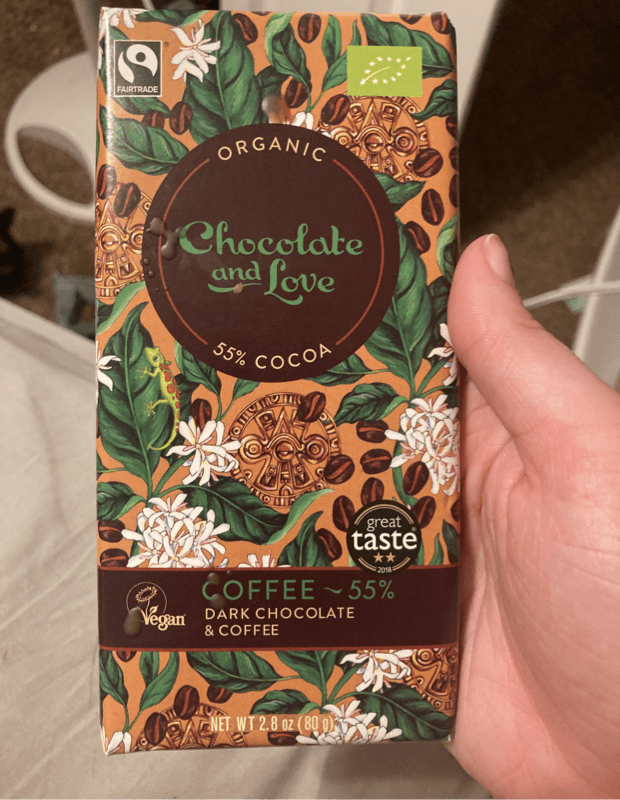 FAIRTRADE
ORGANIC
Chocolate
and Love
55% COCOA
great
taste
2018
COFFEE ~ 55%
Vegan
DARK CHOCOLATE
& COFFEE
NET WT 2.8 oz (80 g)